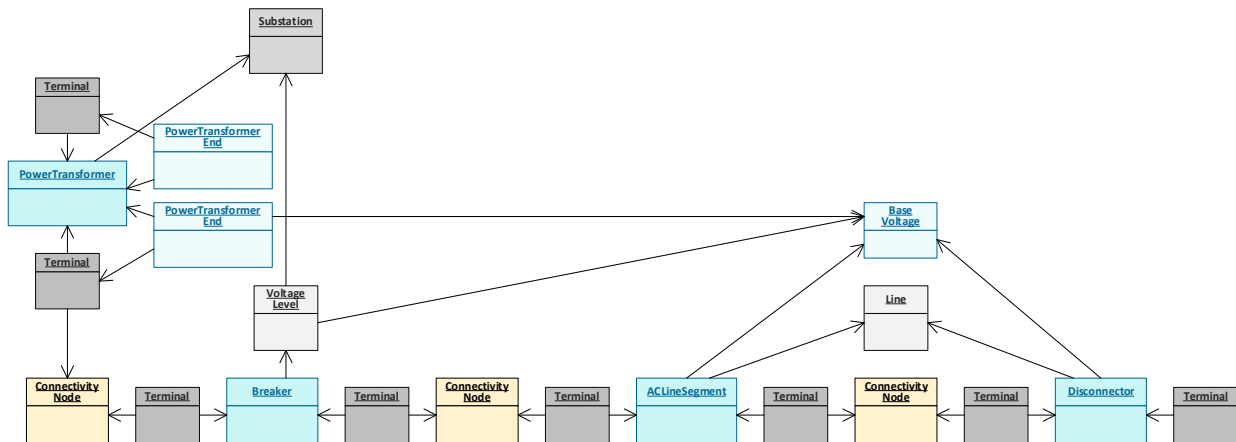 Substation
Terminal
PowerTransformer
End
PowerTransformer
PowerTransformer
End
Base
Voltage
Terminal
Voltage
Level
Line
Connectivity
Node
Terminal
Breaker
Terminal
Connectivity
Node
Terminal
ACLineSegment
Terminal
Connectivity
Node
Terminal
Disconnector
Terminal